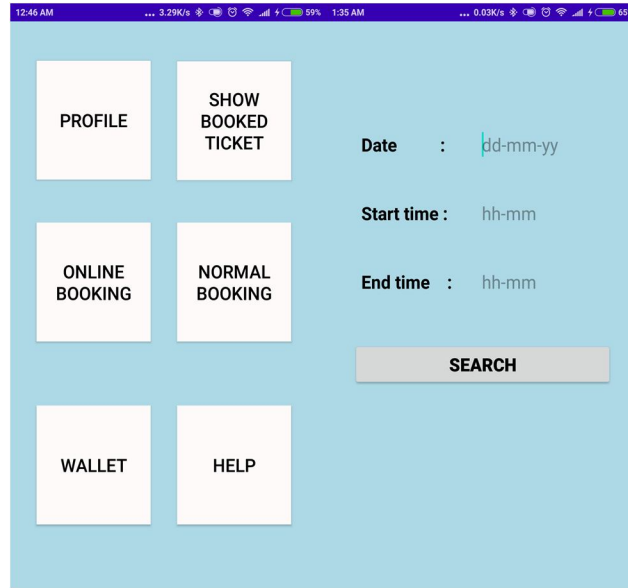 12:46 AM ... 3.29K/s 59%
PROFILE
SHOW
BOOKED
TICKET
ONLINE
BOOKING
NORMAL
BOOKING
WALLET
HELP
1:35 AM ... 0.03K/s 65
Date : dd-mm-yy
Start time : hh-mm
End time : hh-mm
SEARCH